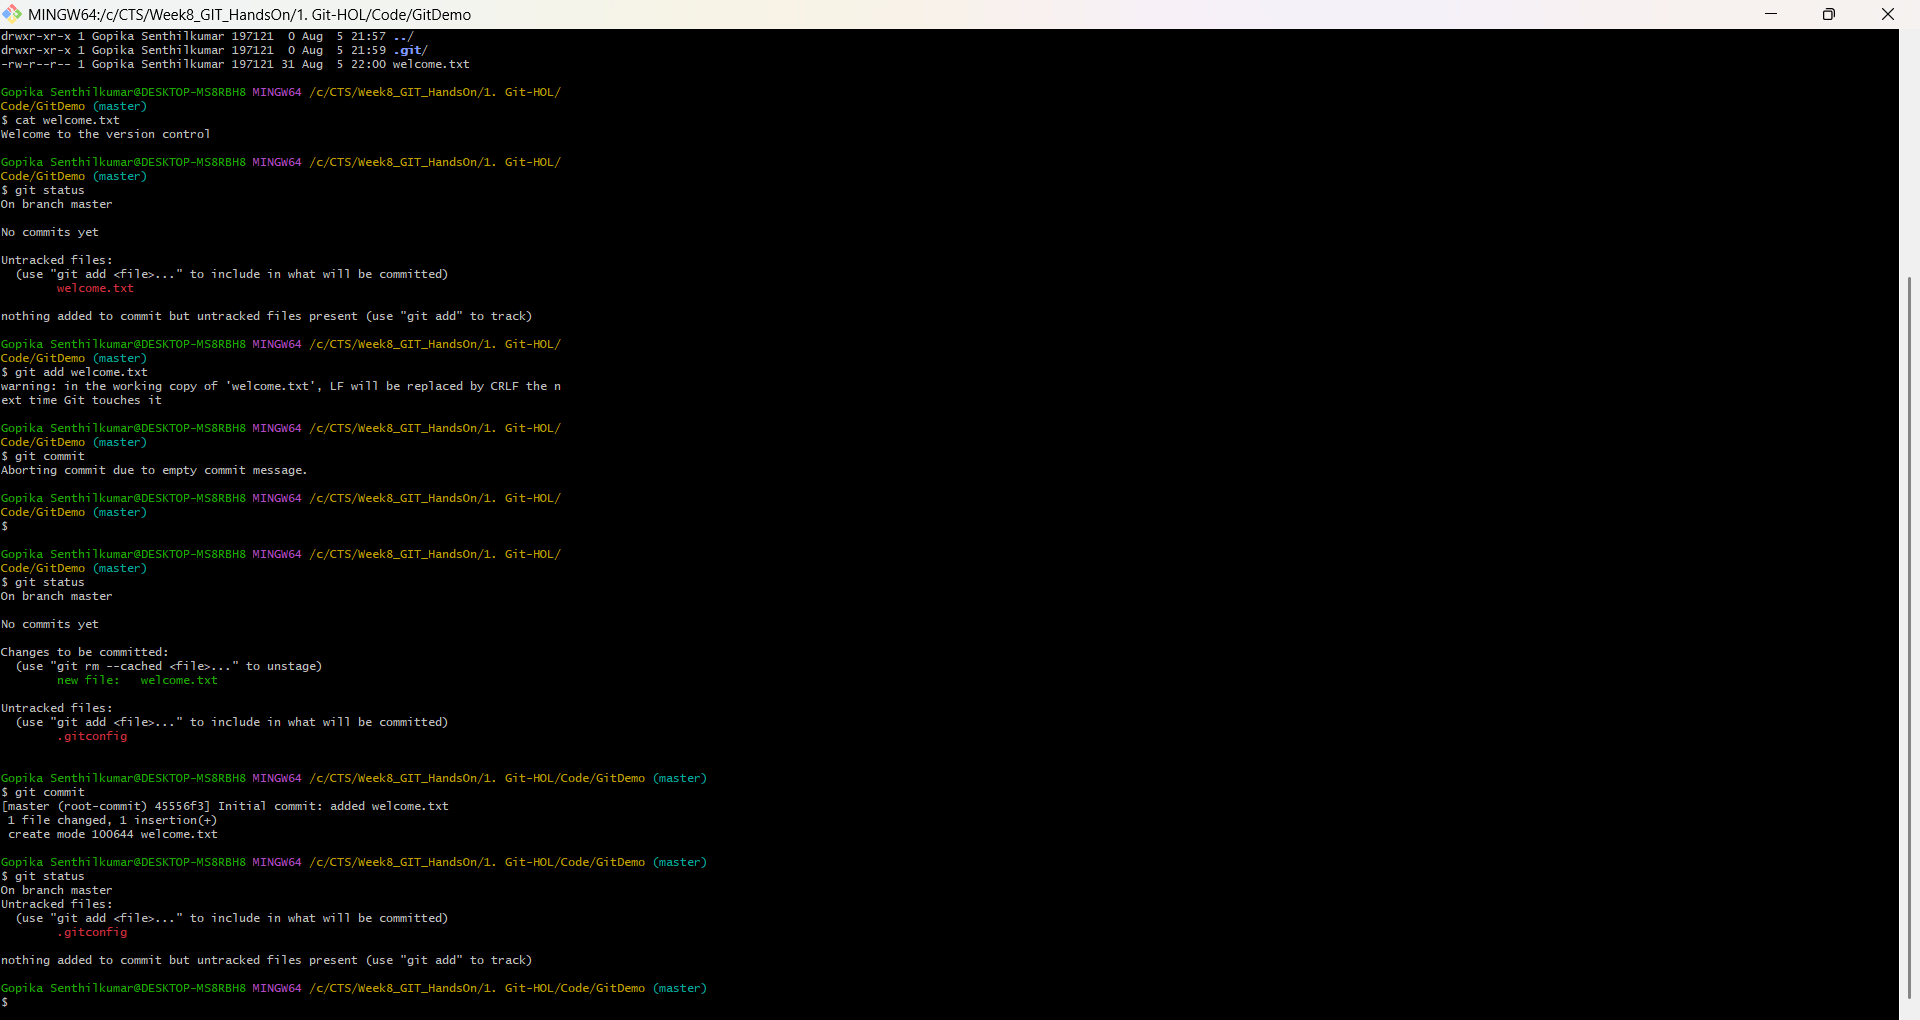 MINGW64:/c/CTS/Week8_GIT_HandsOn/1. Git-HOL/Code/GitDemo
drwxr-xr-x 1 Gopika Senthilkumar 197121  0 Aug  5 21:57 ../
drwxr-xr-x 1 Gopika Senthilkumar 197121  0 Aug  5 21:59 .git/
-rw-r--r-- 1 Gopika Senthilkumar 197121 31 Aug  5 22:00 welcome.txt
Gopika Senthilkumar@DESKTOP-MS8RBH8 MINGW64 /c/CTS/Week8_GIT_HandsOn/1. Git-HOL/
Code/GitDemo (master)
$ cat welcome.txt
Welcome to the version control
Gopika Senthilkumar@DESKTOP-MS8RBH8 MINGW64 /c/CTS/Week8_GIT_HandsOn/1. Git-HOL/
Code/GitDemo (master)
$ git status
On branch master
No commits yet
Untracked files:
  (use "git add <file>..." to include in what will be committed)
        welcome.txt
nothing added to commit but untracked files present (use "git add" to track)
Gopika Senthilkumar@DESKTOP-MS8RBH8 MINGW64 /c/CTS/Week8_GIT_HandsOn/1. Git-HOL/
Code/GitDemo (master)
$ git add welcome.txt
warning: in the working copy of 'welcome.txt', LF will be replaced by CRLF the n
ext time Git touches it
Gopika Senthilkumar@DESKTOP-MS8RBH8 MINGW64 /c/CTS/Week8_GIT_HandsOn/1. Git-HOL/
Code/GitDemo (master)
$ git commit
Aborting commit due to empty commit message.
Gopika Senthilkumar@DESKTOP-MS8RBH8 MINGW64 /c/CTS/Week8_GIT_HandsOn/1. Git-HOL/
Code/GitDemo (master)
$
Gopika Senthilkumar@DESKTOP-MS8RBH8 MINGW64 /c/CTS/Week8_GIT_HandsOn/1. Git-HOL/
Code/GitDemo (master)
$ git status
On branch master
No commits yet
Changes to be committed:
  (use "git rm --cached <file>..." to unstage)
        new file:   welcome.txt
Untracked files:
  (use "git add <file>..." to include in what will be committed)
        .gitconfig
Gopika Senthilkumar@DESKTOP-MS8RBH8 MINGW64 /c/CTS/Week8_GIT_HandsOn/1. Git-HOL/Code/GitDemo (master)
$ git commit
[master (root-commit) 45556f3] Initial commit: added welcome.txt
 1 file changed, 1 insertion(+)
 create mode 100644 welcome.txt
Gopika Senthilkumar@DESKTOP-MS8RBH8 MINGW64 /c/CTS/Week8_GIT_HandsOn/1. Git-HOL/Code/GitDemo (master)
$ git status
On branch master
Untracked files:
  (use "git add <file>..." to include in what will be committed)
        .gitconfig
nothing added to commit but untracked files present (use "git add" to track)
Gopika Senthilkumar@DESKTOP-MS8RBH8 MINGW64 /c/CTS/Week8_GIT_HandsOn/1. Git-HOL/Code/GitDemo (master)
$